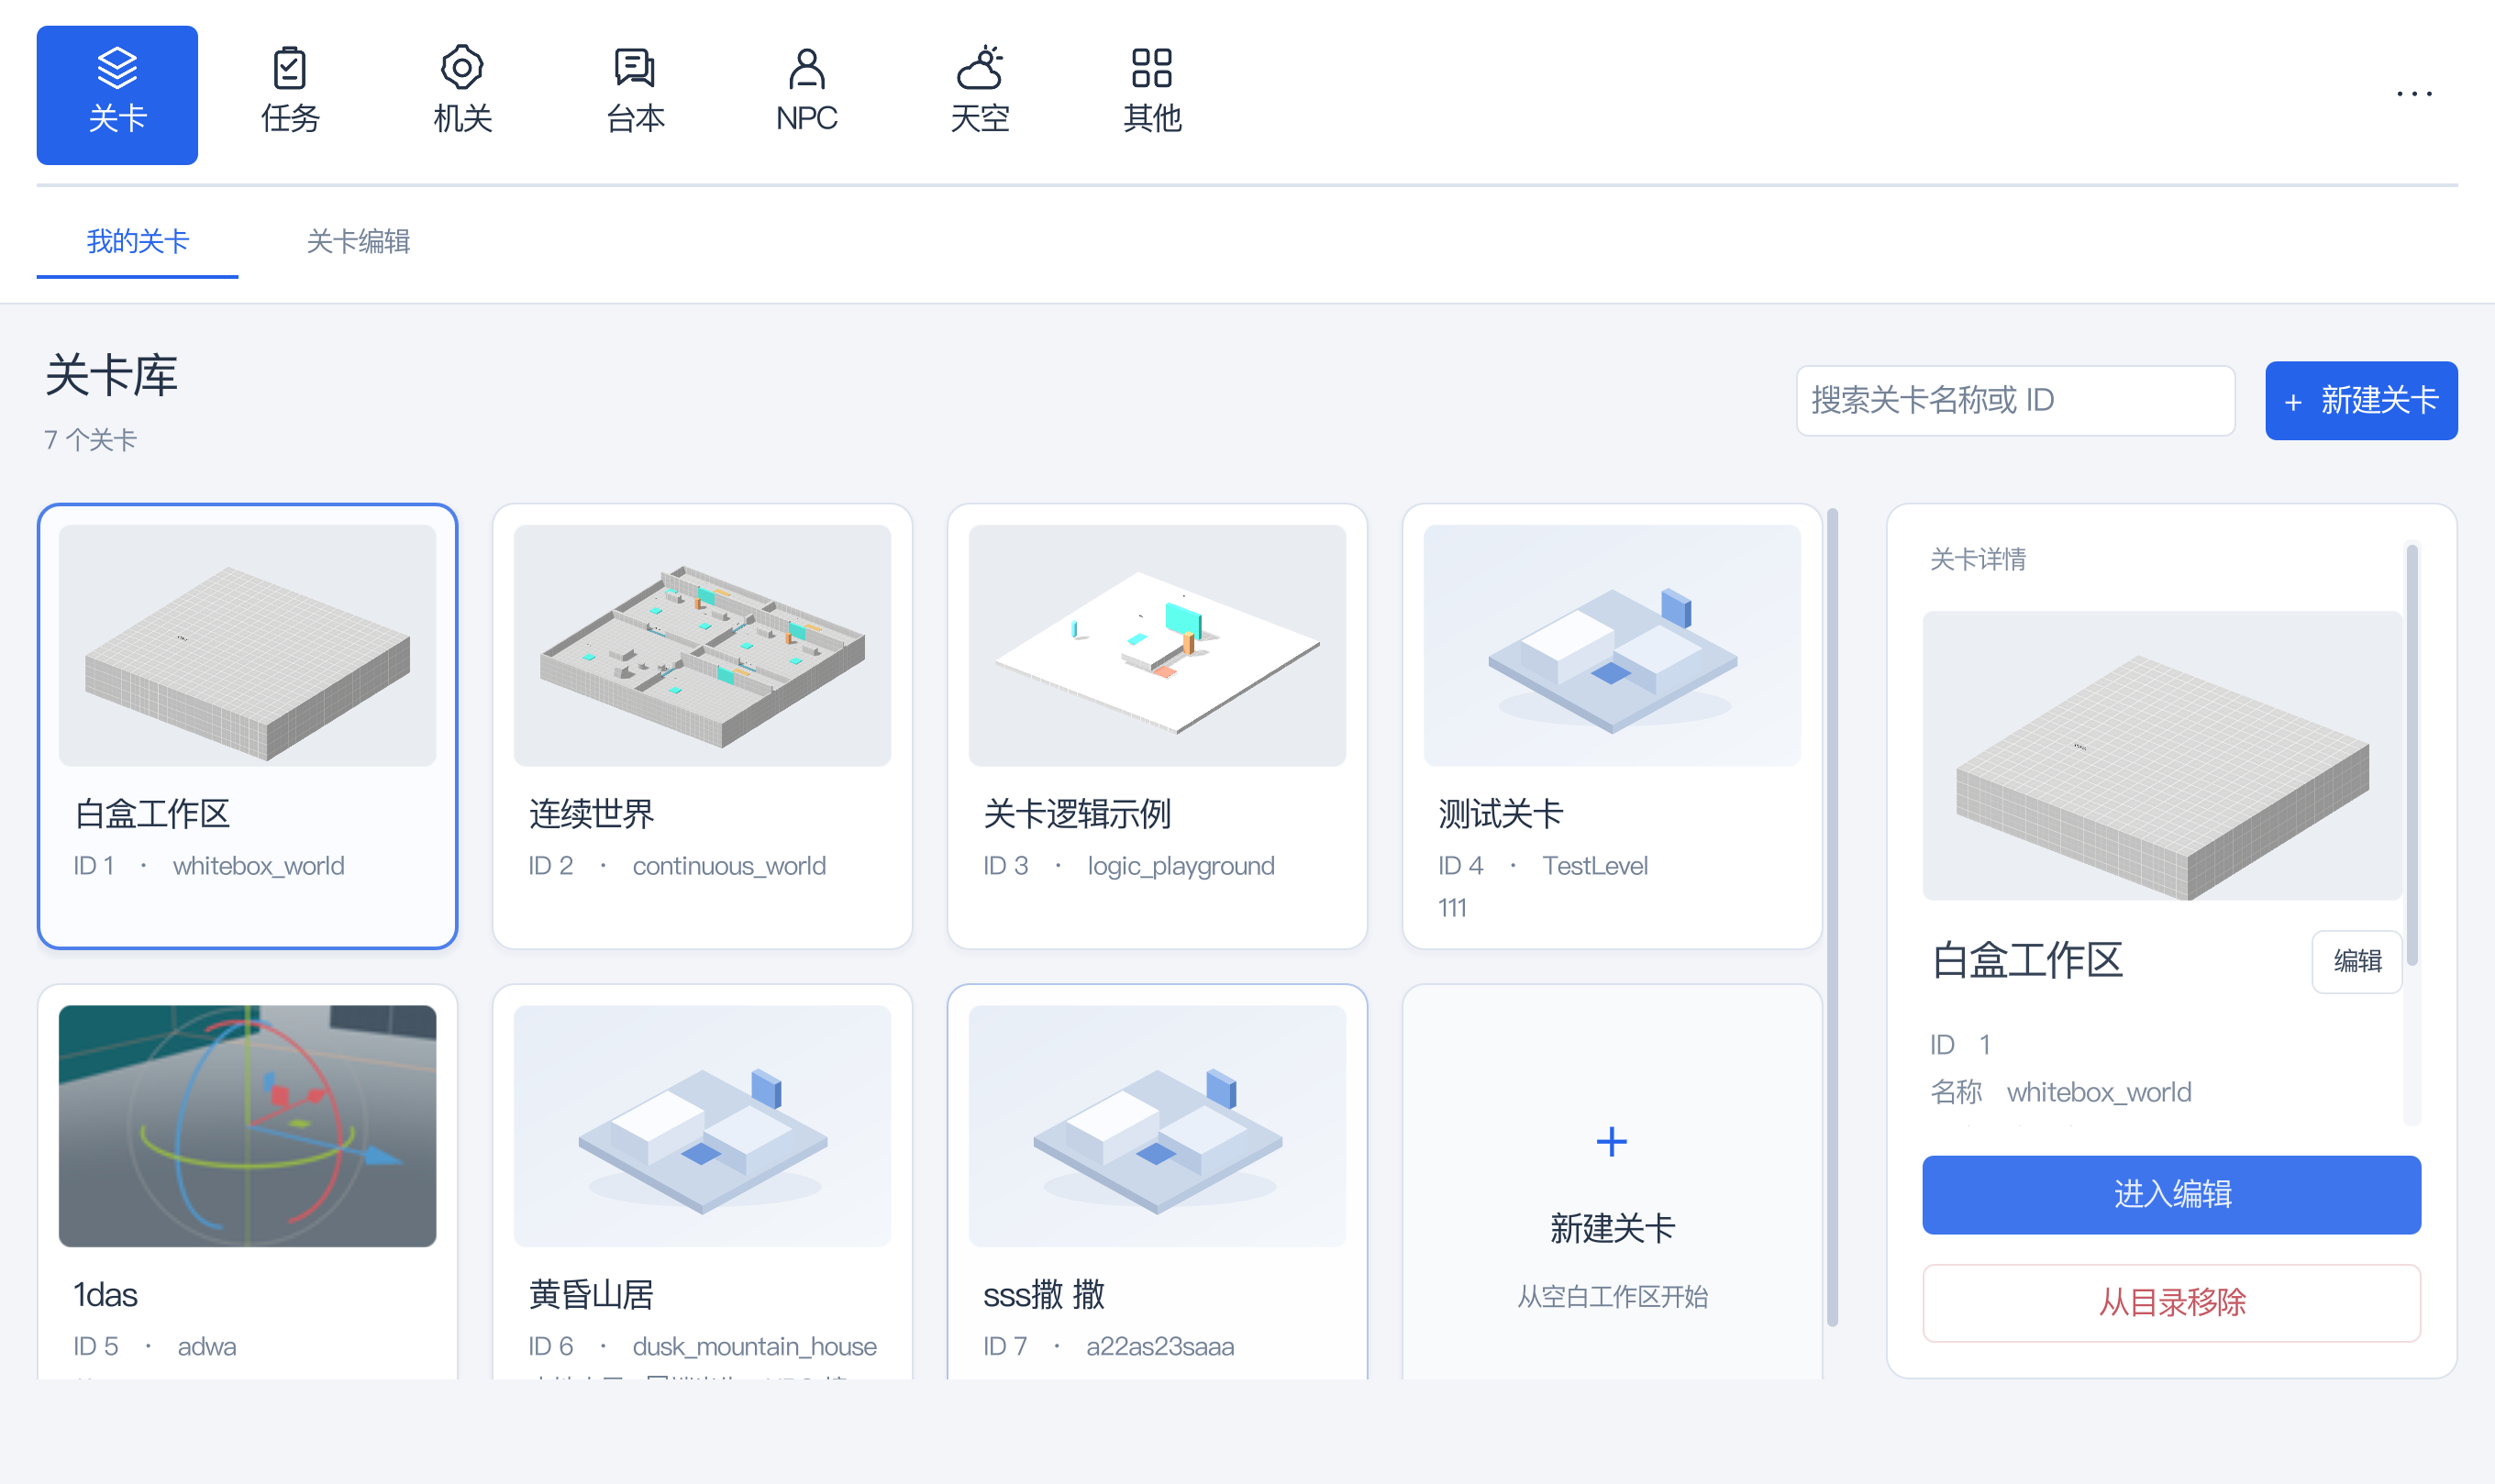 关卡
任务
机关
台本
NPC
天空
其他
...
我的关卡
关卡编辑
关卡库
7 个关卡
搜索关卡名称或 ID
+ 新建关卡
白盒工作区
ID 1 · whitebox_world
连续世界
ID 2 · continuous_world
关卡逻辑示例
ID 3 · logic_playground
测试关卡
ID 4 · TestLevel
111
1das
ID 5 · adwa
黄昏山居
ID 6 · dusk_mountain_house
sss撒 撒
ID 7 · a22as23saaa
+
新建关卡
从空白工作区开始
关卡详情
白盒工作区
编辑
ID 1
名称 whitebox_world
进入编辑
从目录移除